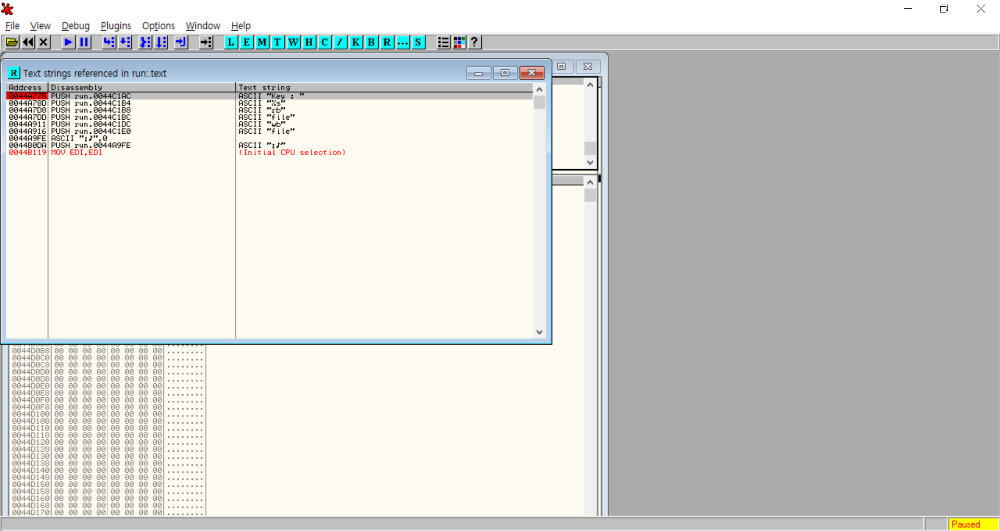 File View Debug Plugins Options Window Help
L E M T W H C / K B R ... S ?
R Text strings referenced in run:.text
Address Disassembly Text string
0044A775 PUSH run.0044C1AC ASCII "Key : "
0044A78D PUSH run.0044C1B4 ASCII "%s"
0044A7D8 PUSH run.0044C1B8 ASCII "rb"
0044A7DD PUSH run.0044C1BC ASCII "file"
0044A911 PUSH run.0044C1DC ASCII "wb"
0044A916 PUSH run.0044C1E0 ASCII "file"
0044A9FE ASCII ";♪",0
0044B0DA PUSH run.0044A9FE ASCII ";♪"
0044B119 MOV EDI,EDI (Initial CPU selection)
0044D0B8 00 00 00 00 00 00 00 00 ........
0044D0C0 00 00 00 00 00 00 00 00 ........
0044D0C8 00 00 00 00 00 00 00 00 ........
0044D0D0 00 00 00 00 00 00 00 00 ........
0044D0D8 00 00 00 00 00 00 00 00 ........
0044D0E0 00 00 00 00 00 00 00 00 ........
0044D0E8 00 00 00 00 00 00 00 00 ........
0044D0F0 00 00 00 00 00 00 00 00 ........
0044D0F8 00 00 00 00 00 00 00 00 ........
0044D100 00 00 00 00 00 00 00 00 ........
0044D108 00 00 00 00 00 00 00 00 ........
0044D110 00 00 00 00 00 00 00 00 ........
0044D118 00 00 00 00 00 00 00 00 ........
0044D120 00 00 00 00 00 00 00 00 ........
0044D128 00 00 00 00 00 00 00 00 ........
0044D130 00 00 00 00 00 00 00 00 ........
0044D138 00 00 00 00 00 00 00 00 ........
0044D140 00 00 00 00 00 00 00 00 ........
0044D148 00 00 00 00 00 00 00 00 ........
0044D150 00 00 00 00 00 00 00 00 ........
0044D158 00 00 00 00 00 00 00 00 ........
0044D160 00 00 00 00 00 00 00 00 ........
0044D168 00 00 00 00 00 00 00 00 ........
0044D170 00 00 00 00 00 00 00 00 ........
Paused